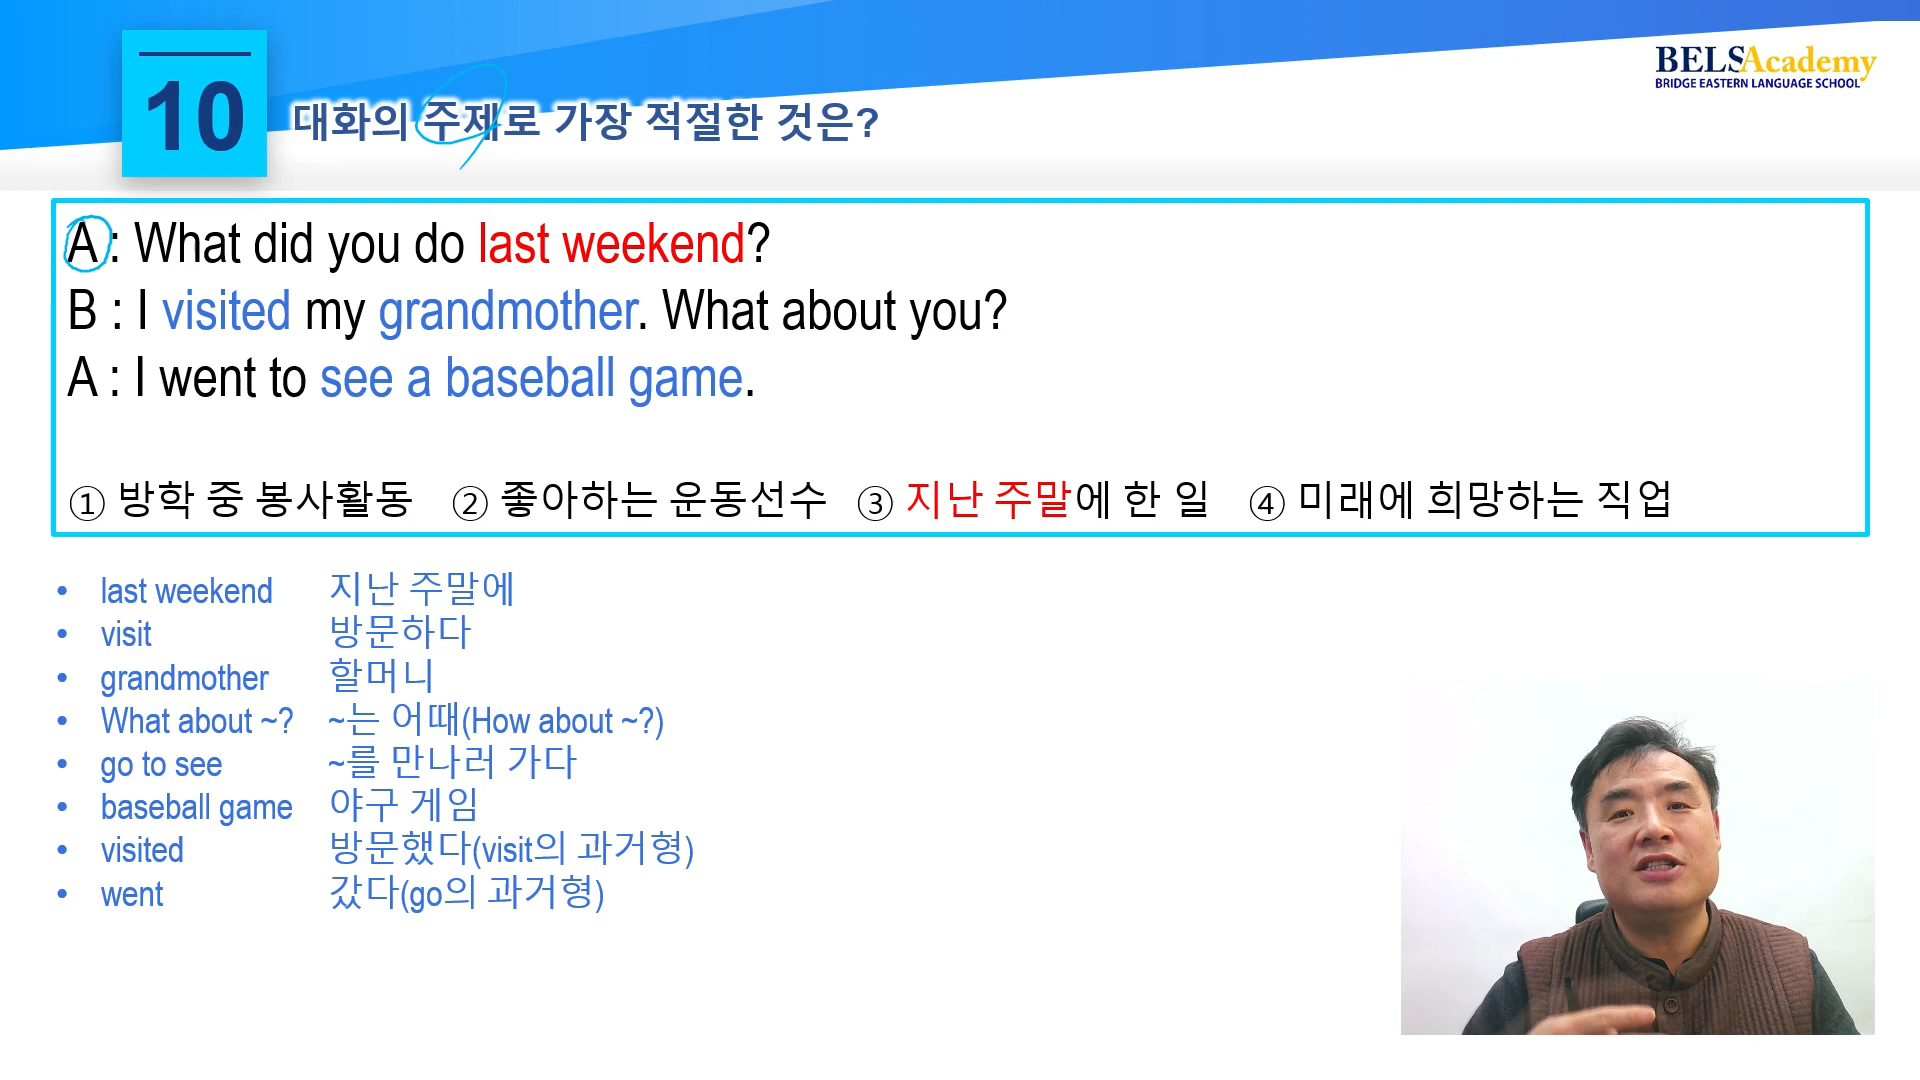 10
대화의 주제로 가장 적절한 것은?
BELSAcademy
BRIDGE EASTERN LANGUAGE SCHOOL
A : What did you do last weekend?
B : I visited my grandmother. What about you?
A : I went to see a baseball game.
① 방학 중 봉사활동 ② 좋아하는 운동선수 ③ 지난 주말에 한 일 ④ 미래에 희망하는 직업
• last weekend 지난 주말에
• visit 방문하다
• grandmother 할머니
• What about ~? ~는 어때(How about ~?)
• go to see ~를 만나러 가다
• baseball game 야구 게임
• visited 방문했다(visit의 과거형)
• went 갔다(go의 과거형)